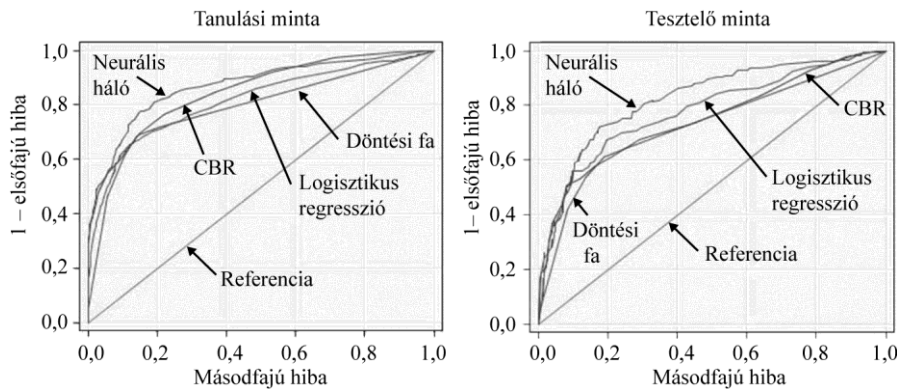 Tanulási minta
1 – elsőfajú hiba
1,0
0,8
0,6
0,4
0,2
0,0
Neurális
háló
CBR
Döntési fa
Logisztikus
regresszió
Referencia
0,0 0,2 0,4 0,6 0,8 1,0
Másodfajú hiba
Tesztelő minta
1 – elsőfajú hiba
1,0
0,8
0,6
0,4
0,2
0,0
Neurális
háló
CBR
Logisztikus
regresszió
Döntési
fa
Referencia
0,0 0,2 0,4 0,6 0,8 1,0
Másodfajú hiba